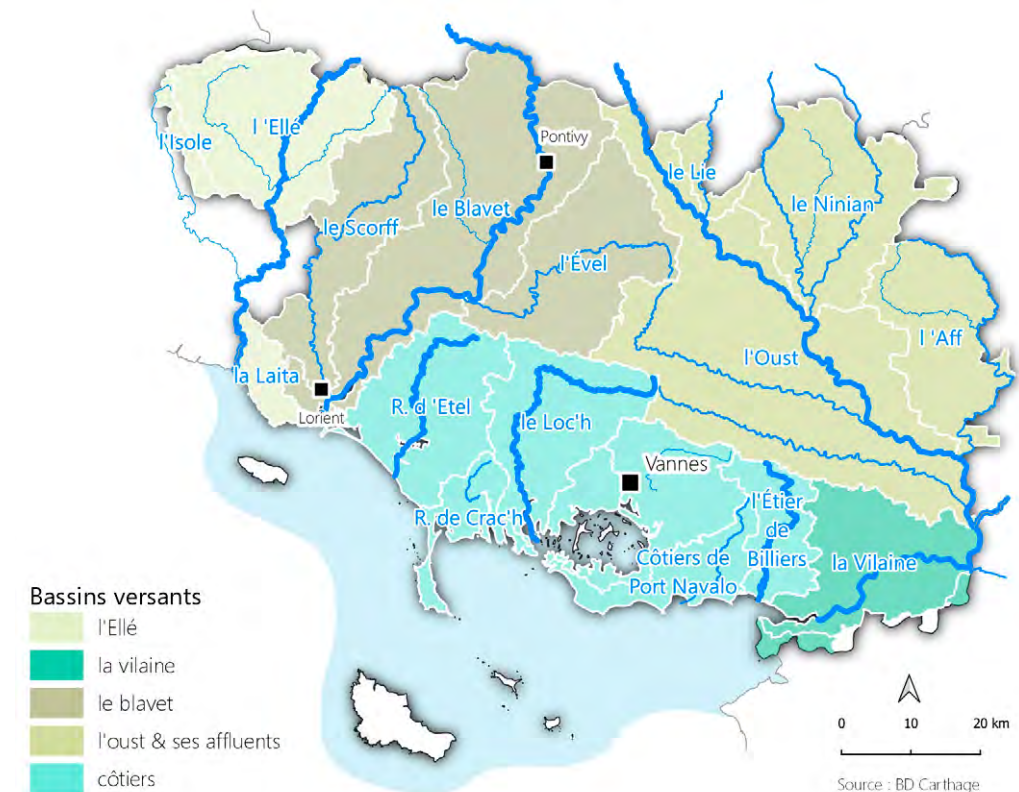 l'Isole
l 'Ellé
Pontivy
le Lie
le Scorff
le Blavet
le Ninian
l'Ével
l 'Aff
l'Oust
la Laita
Lorient
R. d 'Etel
le Loc'h
Vannes
R. de Crac'h
l'Étier
de
Billiers
Côtiers de
Port Navalo
la Vilaine
Bassins versants
l'Ellé
la vilaine
le blavet
l'oust & ses affluents
côtiers
0 10 20 km
Source : BD Carthage